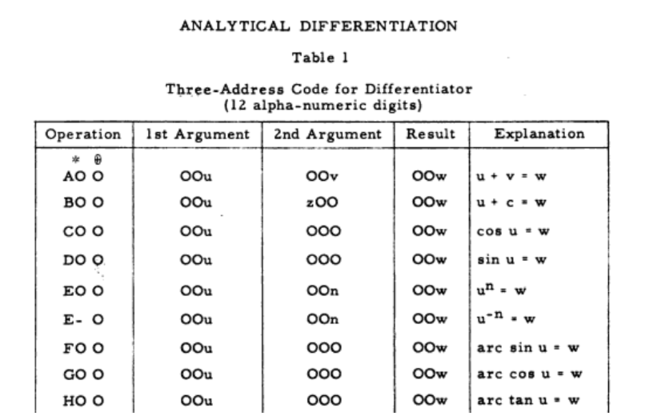 ANALYTICAL DIFFERENTIATION
Table 1
Three-Address Code for Differentiator
(12 alpha-numeric digits)
Operation 1st Argument 2nd Argument Result Explanation
* ⊕
AO O OOu OOv OOw u + v = w
BO O OOu zOO OOw u + c = w
CO O OOu OOO OOw cos u = w
DO O OOu OOO OOw sin u = w
EO O OOu OOn OOw uⁿ = w
E- O OOu OOn OOw u⁻ⁿ = w
FO O OOu OOO OOw arc sin u = w
GO O OOu OOO OOw arc cos u = w
HO O OOu OOO OOw arc tan u = w